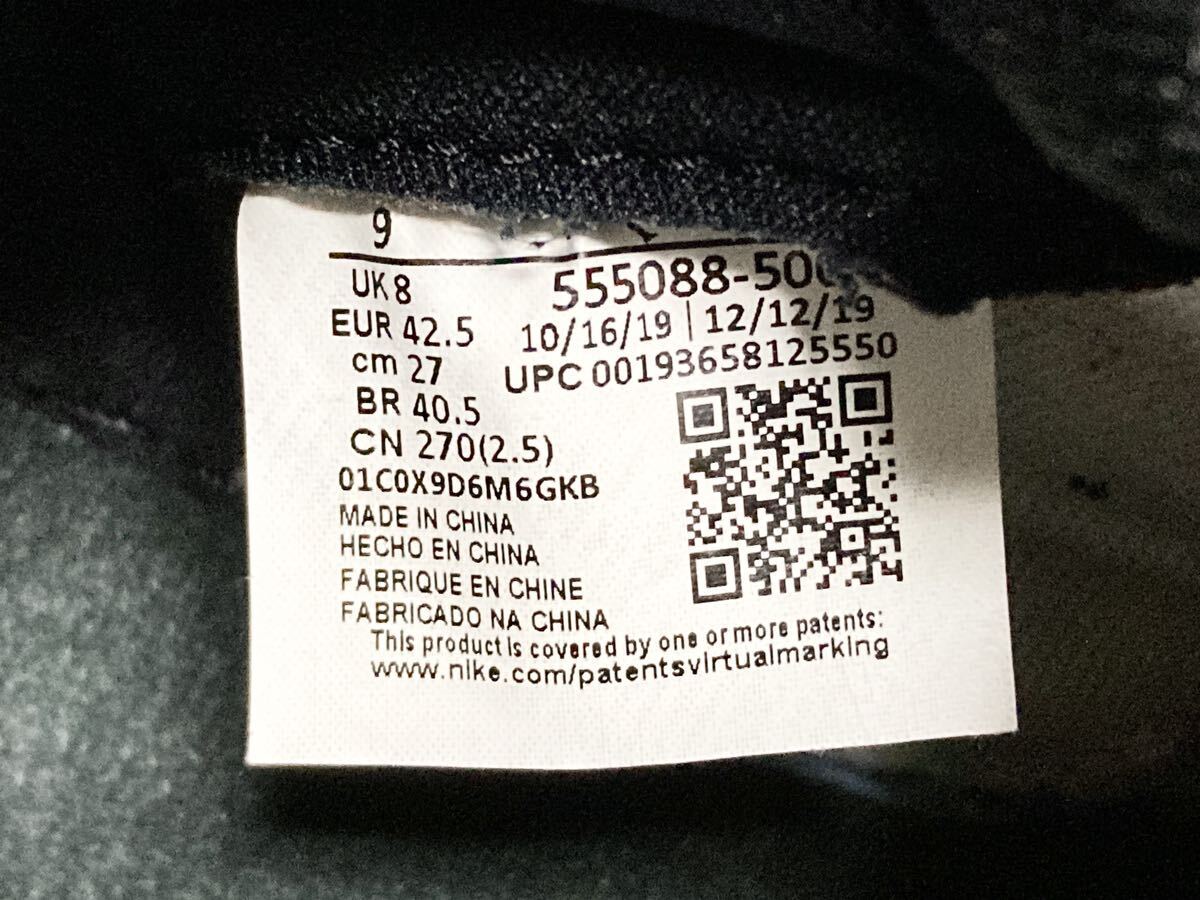 9
UK 8
EUR 42.5
cm 27
BR 40.5
CN 270(2.5)
555088-50
10/16/19 | 12/12/19
UPC 00193658125550
01C0X9D6M6GKB
MADE IN CHINA
HECHO EN CHINA
FABRIQUE EN CHINE
FABRICADO NA CHINA
This product is covered by one or more patents:
www.nike.com/patentsvirtualmarking